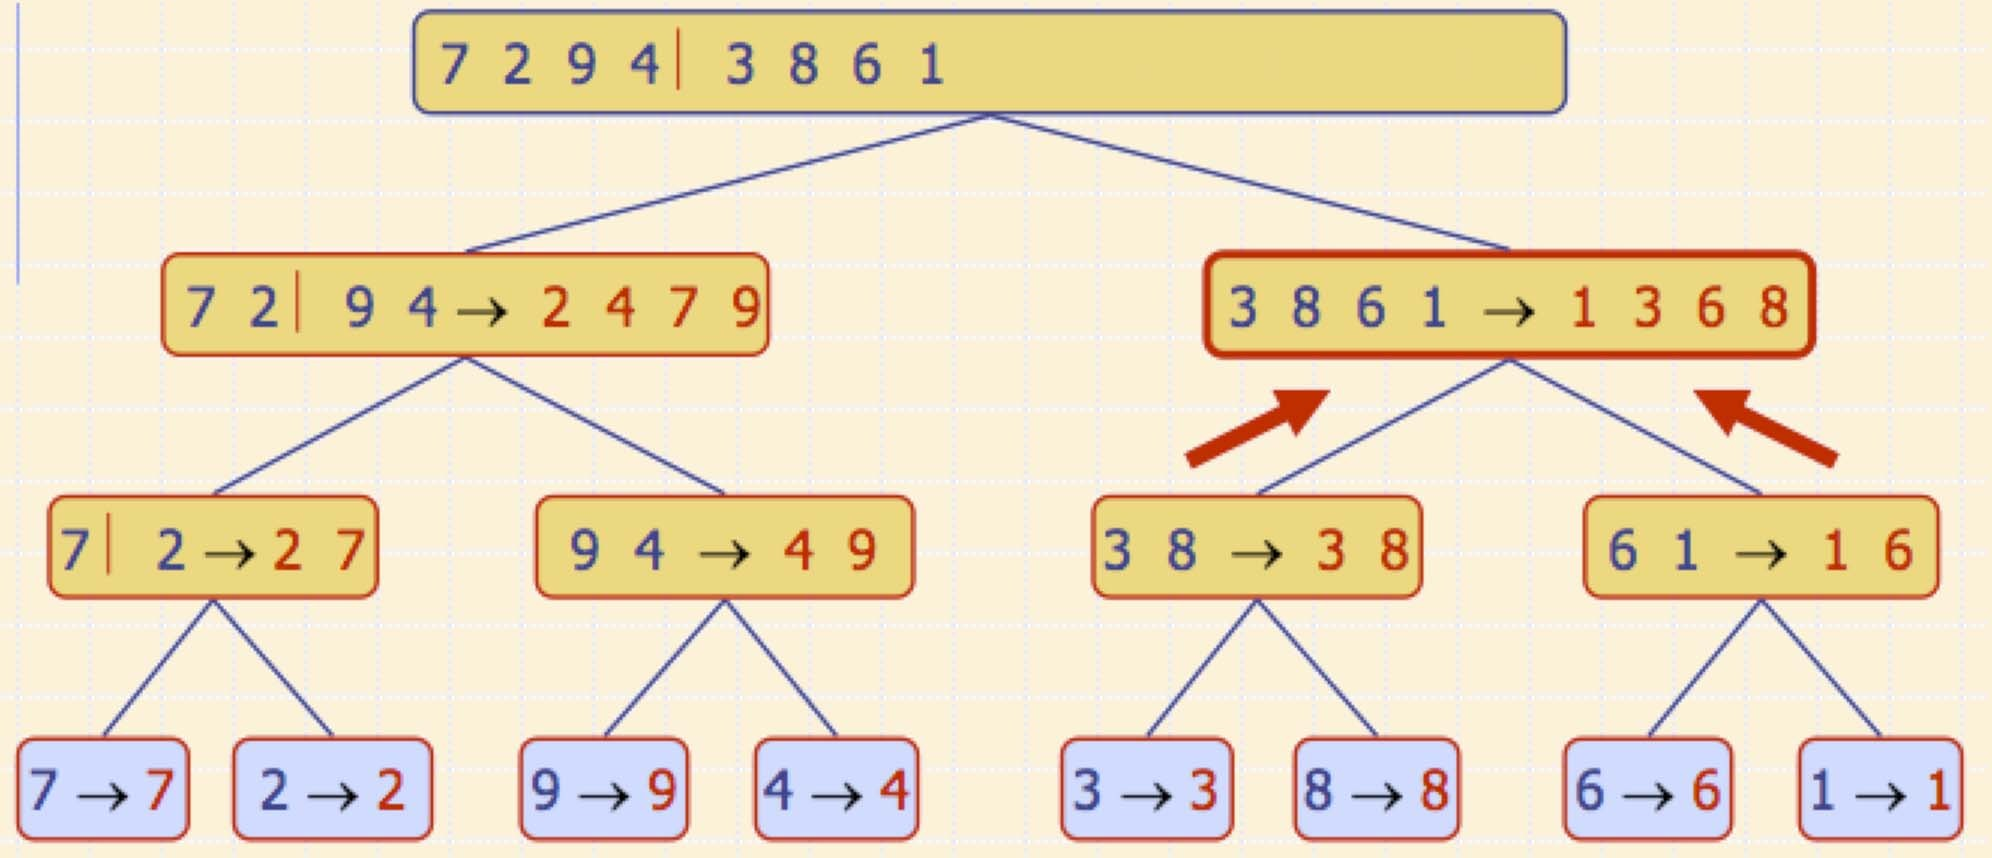 7 2 9 4| 3 8 6 1
7 2| 9 4 → 2 4 7 9
3 8 6 1 → 1 3 6 8
7| 2 → 2 7
9 4 → 4 9
3 8 → 3 8
6 1 → 1 6
7 → 7
2 → 2
9 → 9
4 → 4
3 → 3
8 → 8
6 → 6
1 → 1